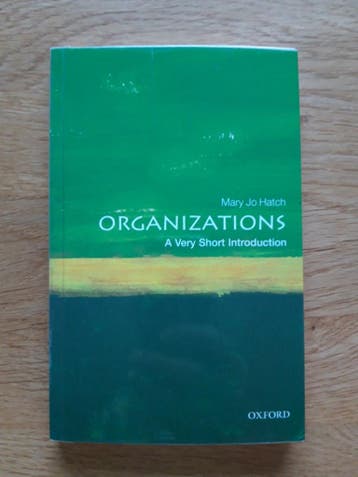 Mary Jo Hatch
ORGANIZATIONS
A Very Short Introduction
OXFORD